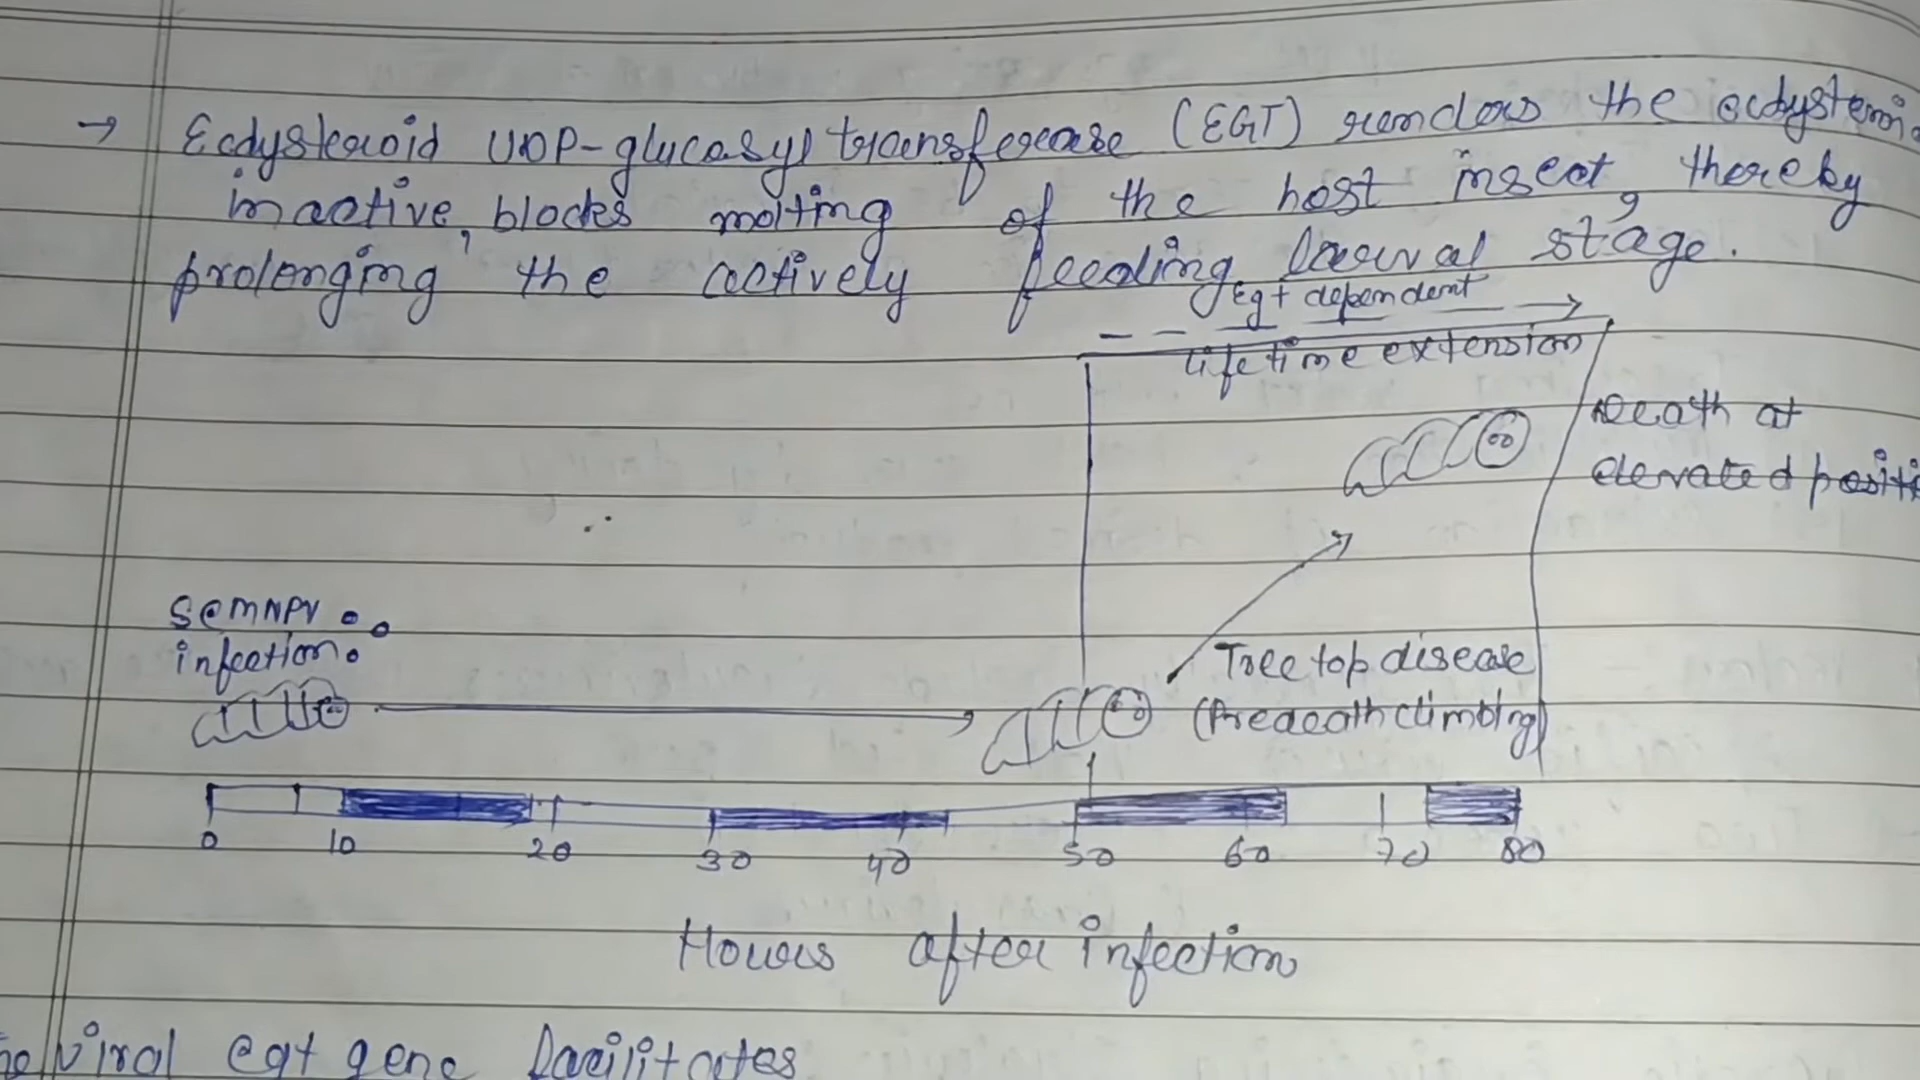 → Ecdysteroid UDP-glucosyl transferase (EGT) renders the
inactive, blocks molting of the host insect, thereby
prolonging the actively feeding larval stage.
Egt dependent
lifetime extension
Death at
elevated
SeMNPV
infection
Tree top disease
(Predeath climbing)
0 10 20 30 40 50 60 70 80
Hours after infection
viral egt gene facilitates